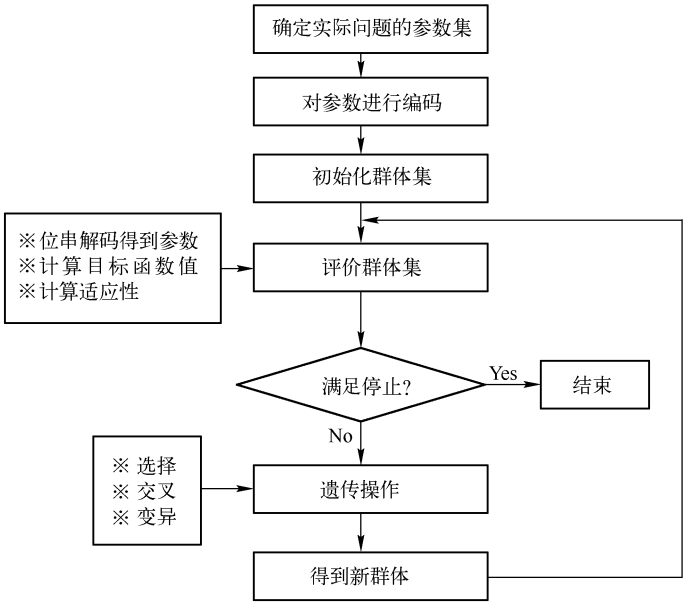 确定实际问题的参数集
对参数进行编码
初始化群体集
※位串解码得到参数
※计算目标函数值
※计算适应性
评价群体集
满足停止?
Yes
结束
No
※ 选择
※ 交叉
※ 变异
遗传操作
得到新群体